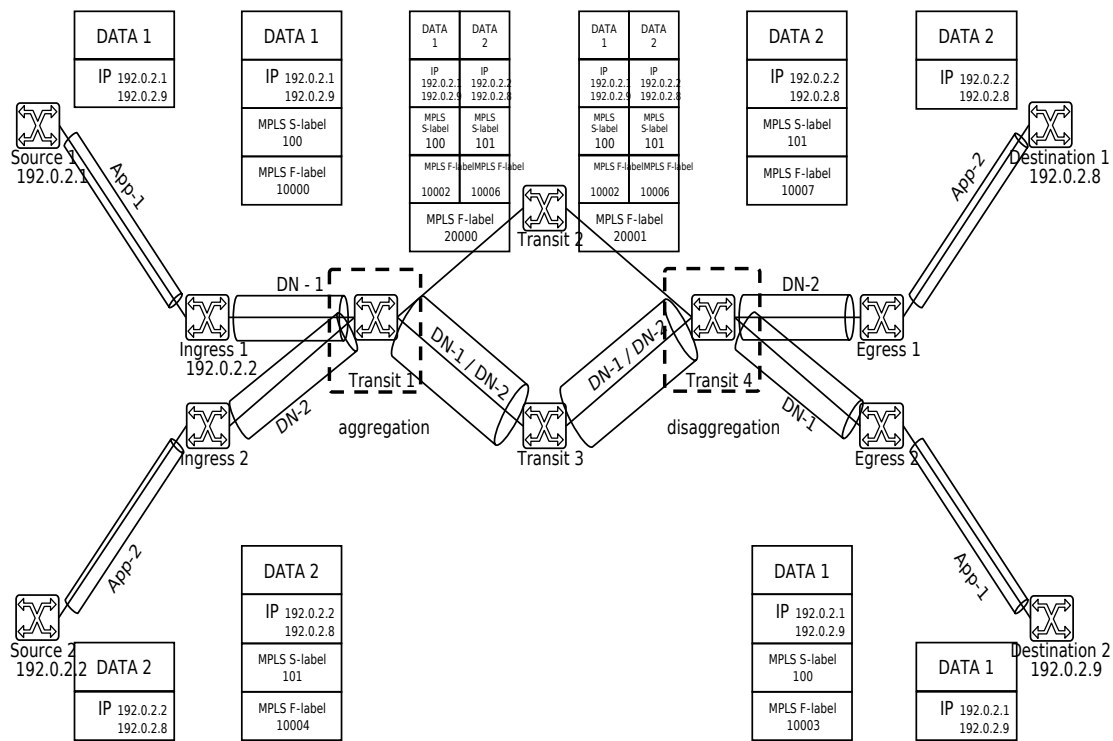 DATA 1
IP 192.0.2.1
192.0.2.9
DATA 1
IP 192.0.2.1
192.0.2.9
MPLS S-label
100
MPLS F-label
10000
DATA
1
DATA
2
IP
192.0.2.1
192.0.2.9
IP
192.0.2.2
192.0.2.8
MPLS
S-label
100
MPLS
S-label
101
MPLS F-label
10002
MPLS F-label
10006
MPLS F-label
20000
DATA
1
DATA
2
IP
192.0.2.1
192.0.2.9
IP
192.0.2.2
192.0.2.8
MPLS
S-label
100
MPLS
S-label
101
MPLS F-label
10002
MPLS F-label
10006
MPLS F-label
20001
DATA 2
IP 192.0.2.2
192.0.2.8
MPLS S-label
101
MPLS F-label
10007
DATA 2
IP 192.0.2.2
192.0.2.8
Source 1
192.0.2.1
App-1
Transit 2
App-2
Destination 1
192.0.2.8
DN - 1
DN-2
Ingress 1
192.0.2.2
Transit 1
DN-1 / DN-2
DN-1 / DN-2
Transit 4
Egress 1
DN-2
aggregation
disaggregation
DN-1
Ingress 2
Transit 3
Egress 2
App-2
App-1
Source 2
192.0.2.2
DATA 2
IP 192.0.2.2
192.0.2.8
DATA 2
IP 192.0.2.2
192.0.2.8
MPLS S-label
101
MPLS F-label
10004
DATA 1
IP 192.0.2.1
192.0.2.9
MPLS S-label
100
MPLS F-label
10003
DATA 1
IP 192.0.2.1
192.0.2.9
Destination 2
192.0.2.9